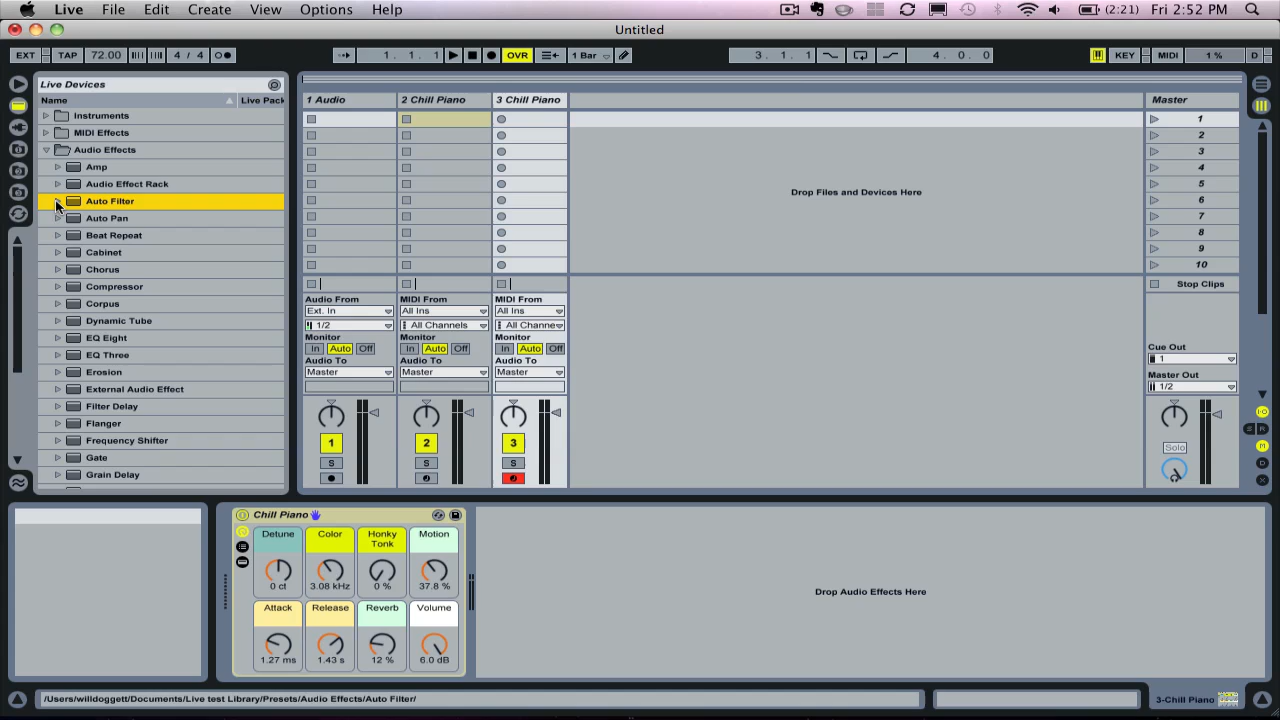 Live File Edit Create View Options Help (2:21) Fri 2:52 PM
Untitled
EXT TAP 72.00 4 / 4 1. 1. 1 OVR 1 Bar 3. 1. 1 4. 0. 0 KEY MIDI 1 % D
Live Devices
Name Live Pack
Instruments
MIDI Effects
Audio Effects
Amp
Audio Effect Rack
Auto Filter
Auto Pan
Beat Repeat
Cabinet
Chorus
Compressor
Corpus
Dynamic Tube
EQ Eight
EQ Three
Erosion
External Audio Effect
Filter Delay
Flanger
Frequency Shifter
Gate
Grain Delay
1 Audio 2 Chill Piano 3 Chill Piano Master
1
2
3
4
5
6
7
8
9
10
Drop Files and Devices Here
Stop Clips
Audio From MIDI From MIDI From
Ext. In All Ins All Ins
1/2 All Channels All Channe
Monitor Monitor Monitor
In Auto Off In Auto Off In Auto Off
Audio To Audio To Audio To
Master Master Master
Cue Out
1
Master Out
1/2
1 2 3
S S S
Solo
I·O
S R
M
D
X
Chill Piano
Detune Color Honky Tonk Motion
0 ct 3.08 kHz 0 % 37.8 %
Attack Release Reverb Volume
1.27 ms 1.43 s 12 % 6.0 dB
Drop Audio Effects Here
/Users/willdoggett/Documents/Live test Library/Presets/Audio Effects/Auto Filter/
3-Chill Piano